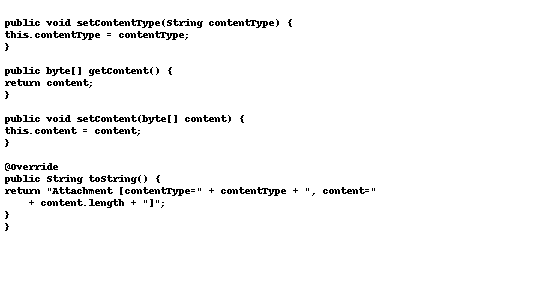 public void setContentType(String contentType) {
this.contentType = contentType;
}
public byte[] getContent() {
return content;
}
public void setContent(byte[] content) {
this.content = content;
}
@Override
public String toString() {
return "Attachment [contentType=" + contentType + ", content="
+ content.length + "]";
}
}